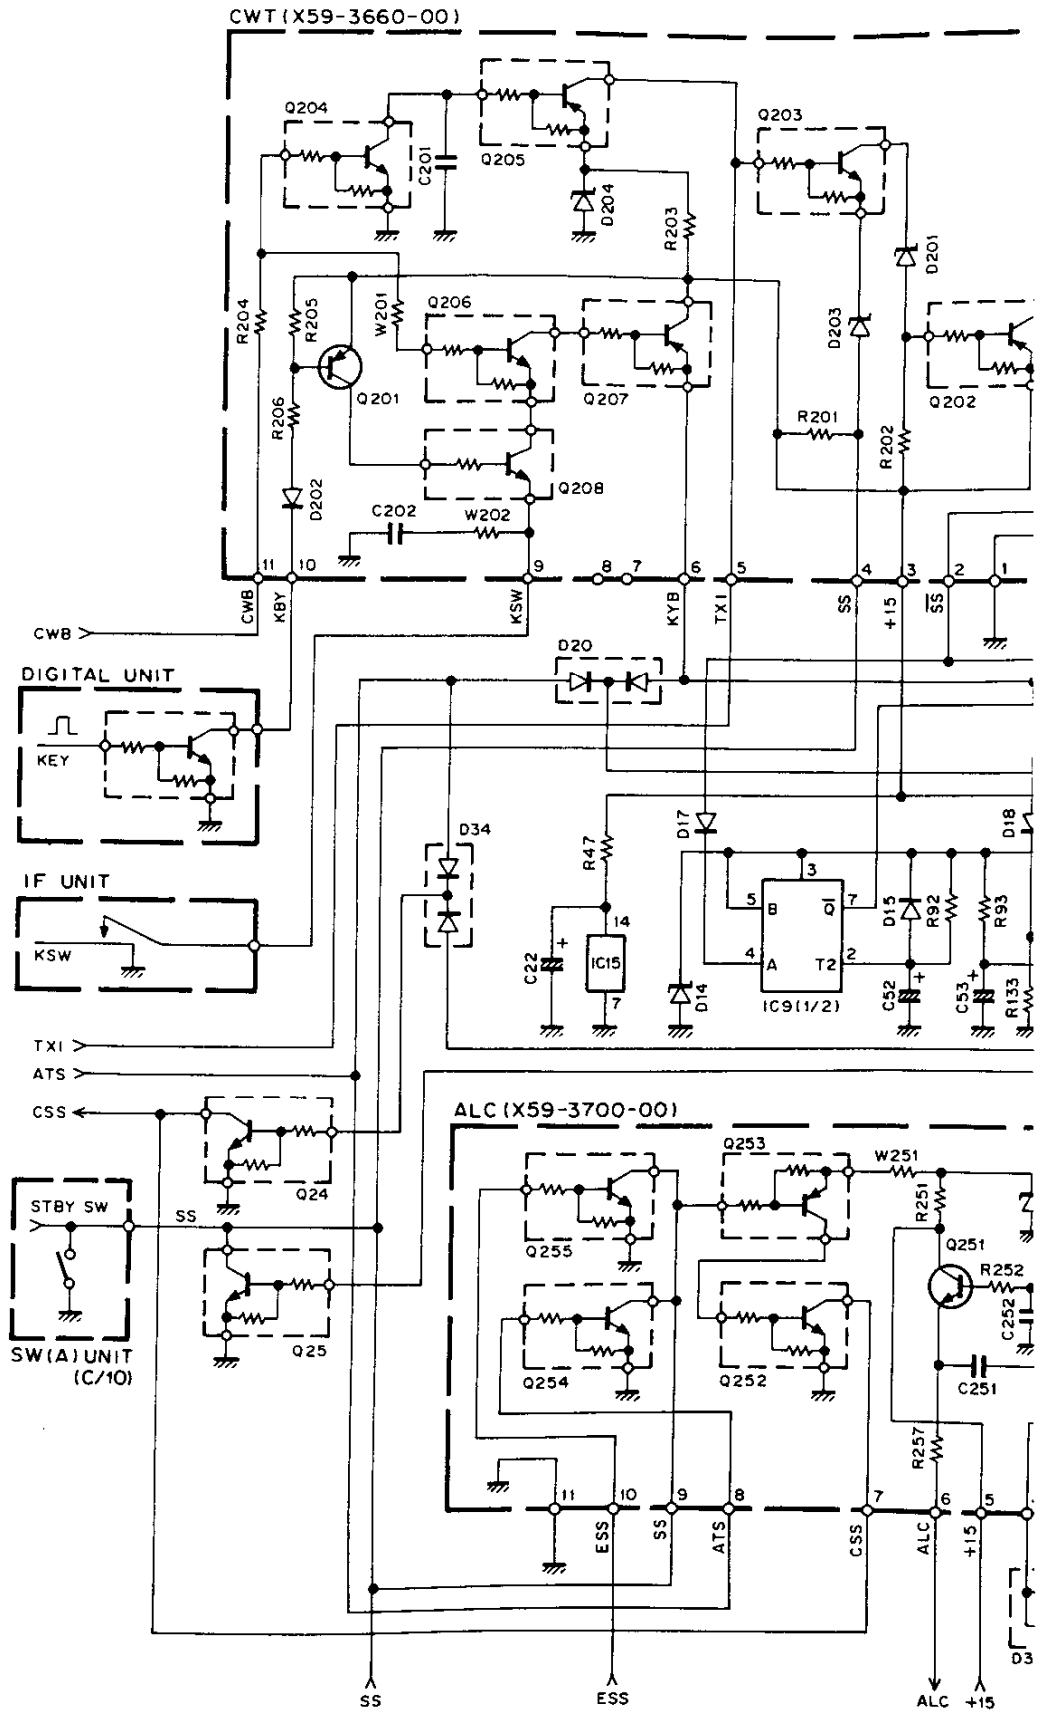 CWT(X59-3660-00)
Q204
C201
Q205
D204
R203
Q203
D201
R204
R205
W201
Q206
D203
Q201
Q207
Q202
R206
R201
R202
D202
Q208
C202
W202
11
10
9
8
7
6
5
4
3
2
1
CWB
KBY
KSW
KYB
TXI
SS
+15
SS
CWB
D20
DIGITAL UNIT
KEY
D34
D17
R47
D18
3
IF UNIT
KSW
5
B
Q1
7
D15
R92
R93
14
4
A
T2
2
C22
IC15
7
D14
IC9(1/2)
C52
C53
R133
+
+
+
TXI
ATS
CSS
ALC(X59-3700-00)
Q24
Q253
W251
STBY SW
SS
R251
Q255
Q251
R252
C252
Q25
SW(A)UNIT
(C/10)
Q254
Q252
C251
R257
11
10
9
8
7
6
5
ESS
SS
ATS
CSS
ALC
+15
D3
SS
ESS
ALC
+15